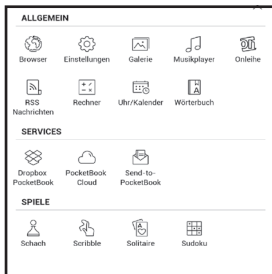 ALLGEMEIN
Browser Einstellungen Galerie Musikplayer Onleihe
RSS Nachrichten Rechner Uhr/Kalender Wörterbuch
SERVICES
Dropbox PocketBook PocketBook Cloud Send-to-PocketBook
SPIELE
Schach Scribble Solitaire Sudoku